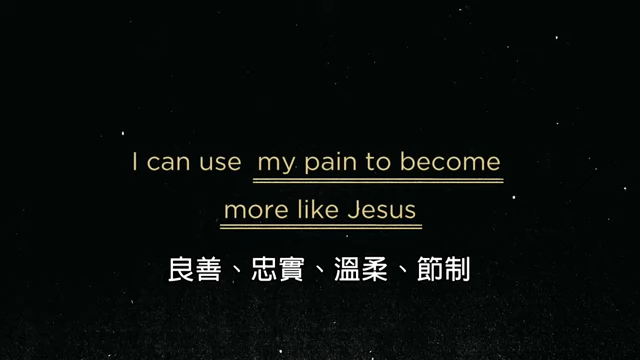 I can use my pain to become
more like Jesus
良善、忠實、溫柔、節制